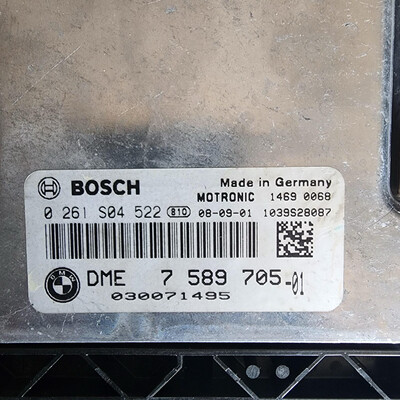 BOSCH
Made in Germany
MOTRONIC 1469 0068
0 261 S04 522 810 08-09-01 1039S28087
BMW
DME 7 589 705-01
030071495